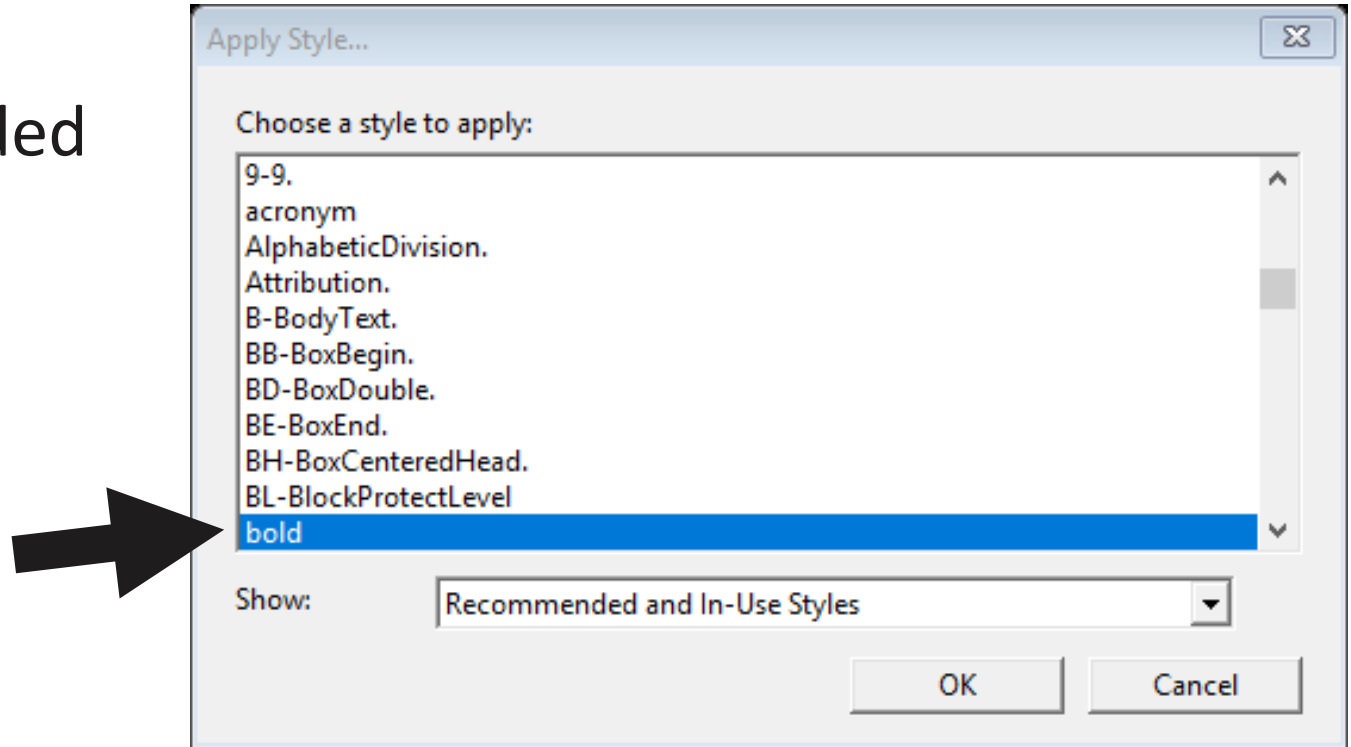 Apply Style...
ded
Choose a style to apply:
9-9.
acronym
AlphabeticDivision.
Attribution.
B-BodyText.
BB-BoxBegin.
BD-BoxDouble.
BE-BoxEnd.
BH-BoxCenteredHead.
BL-BlockProtectLevel
bold
Show: Recommended and In-Use Styles
OK Cancel